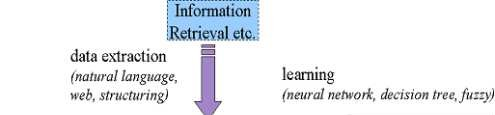 Information
Retrieval etc.
data extraction
(natural language,
web, structuring)
learning
(neural network, decision tree, fuzzy)